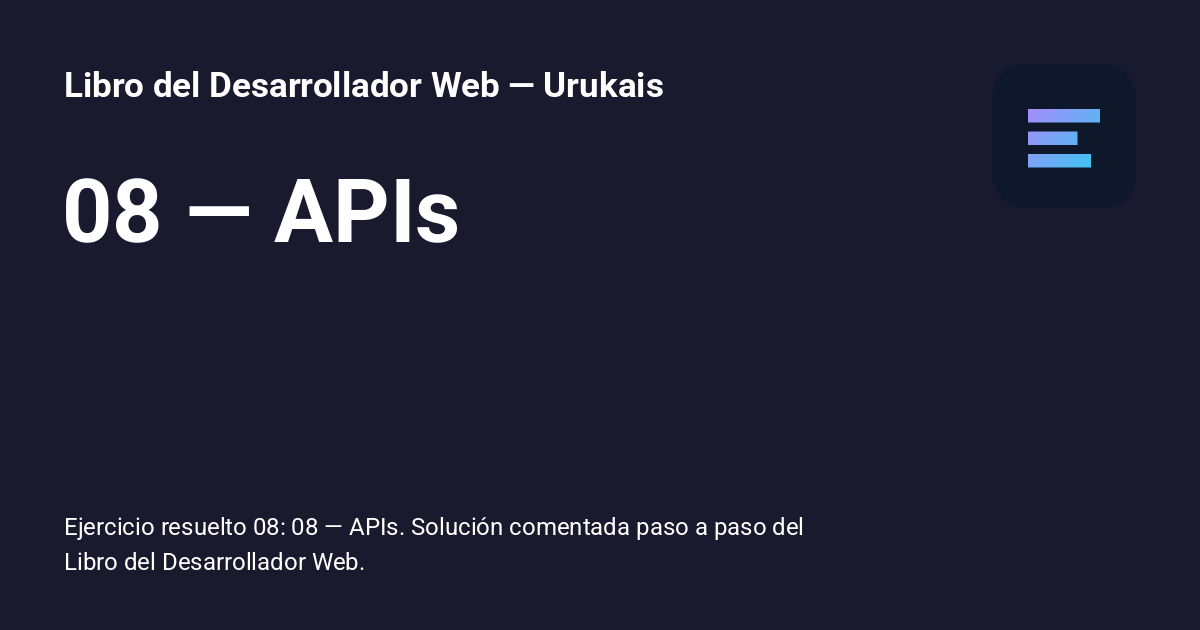 Libro del Desarrollador Web — Urukais
08 — APIs
Ejercicio resuelto 08: 08 — APIs. Solución comentada paso a paso del
Libro del Desarrollador Web.